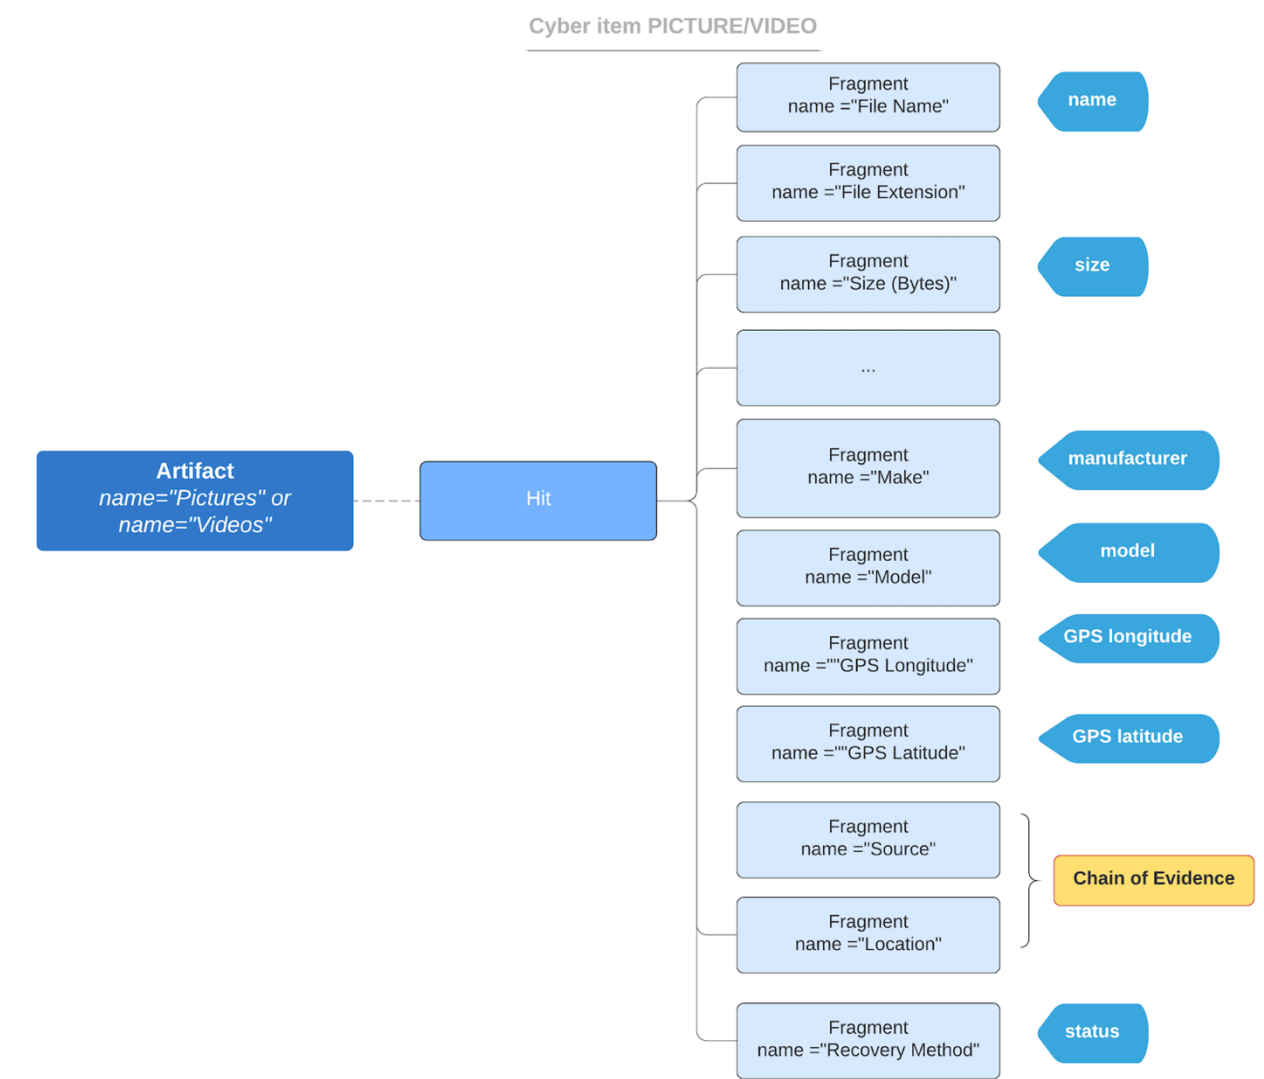 Cyber item PICTURE/VIDEO
Fragment
name ="File Name"
name
Fragment
name ="File Extension"
Fragment
name ="Size (Bytes)"
size
...
Artifact
name="Pictures" or
name="Videos"
Hit
Fragment
name ="Make"
manufacturer
Fragment
name ="Model"
model
Fragment
name =""GPS Longitude"
GPS longitude
Fragment
name =""GPS Latitude"
GPS latitude
Fragment
name ="Source"
Chain of Evidence
Fragment
name ="Location"
Fragment
name ="Recovery Method"
status